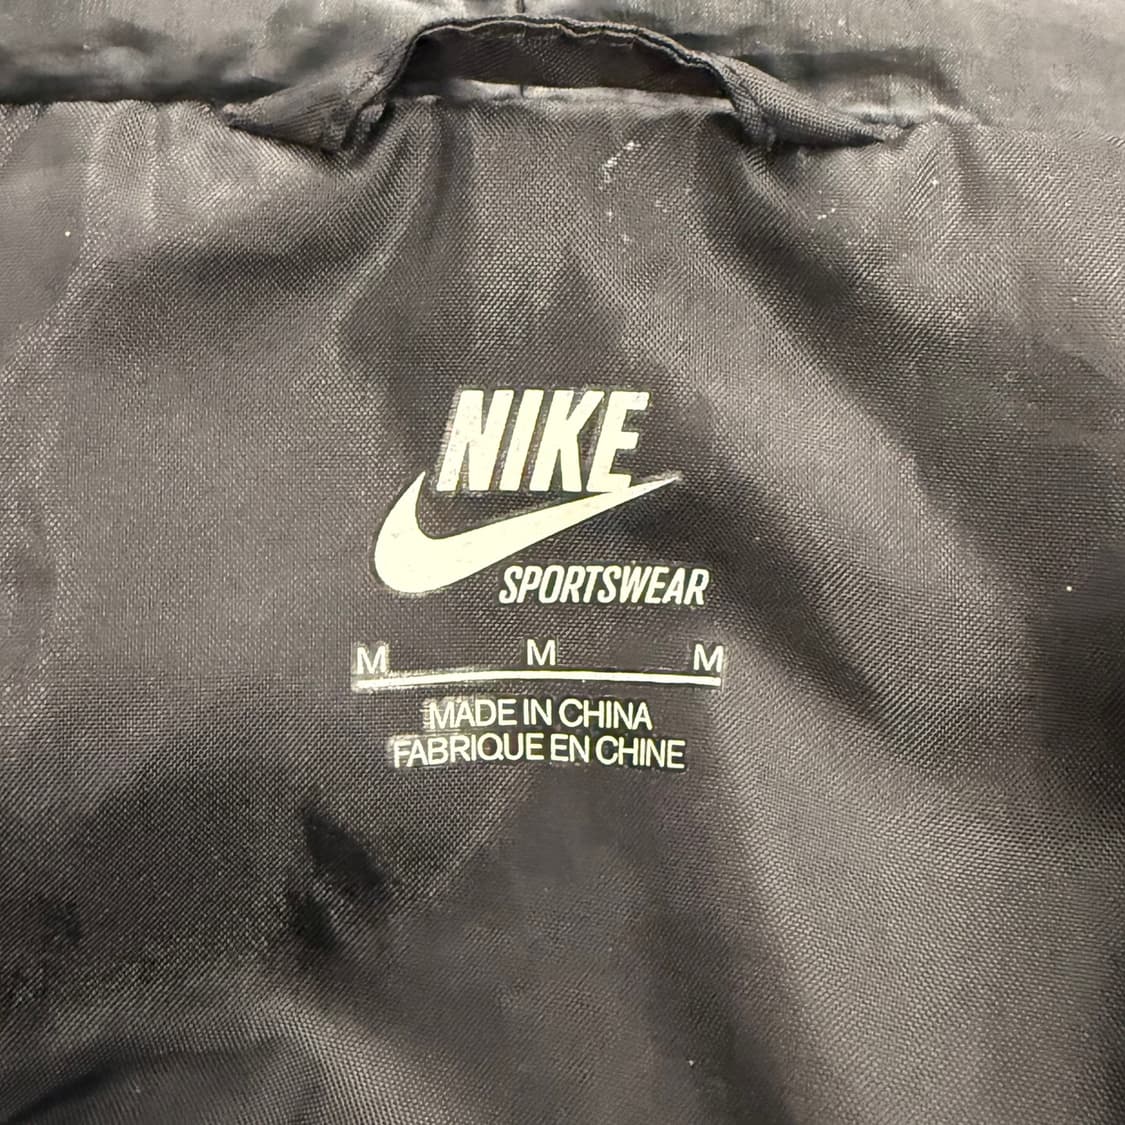 NIKE
SPORTSWEAR
M M M
MADE IN CHINA
FABRIQUE EN CHINE